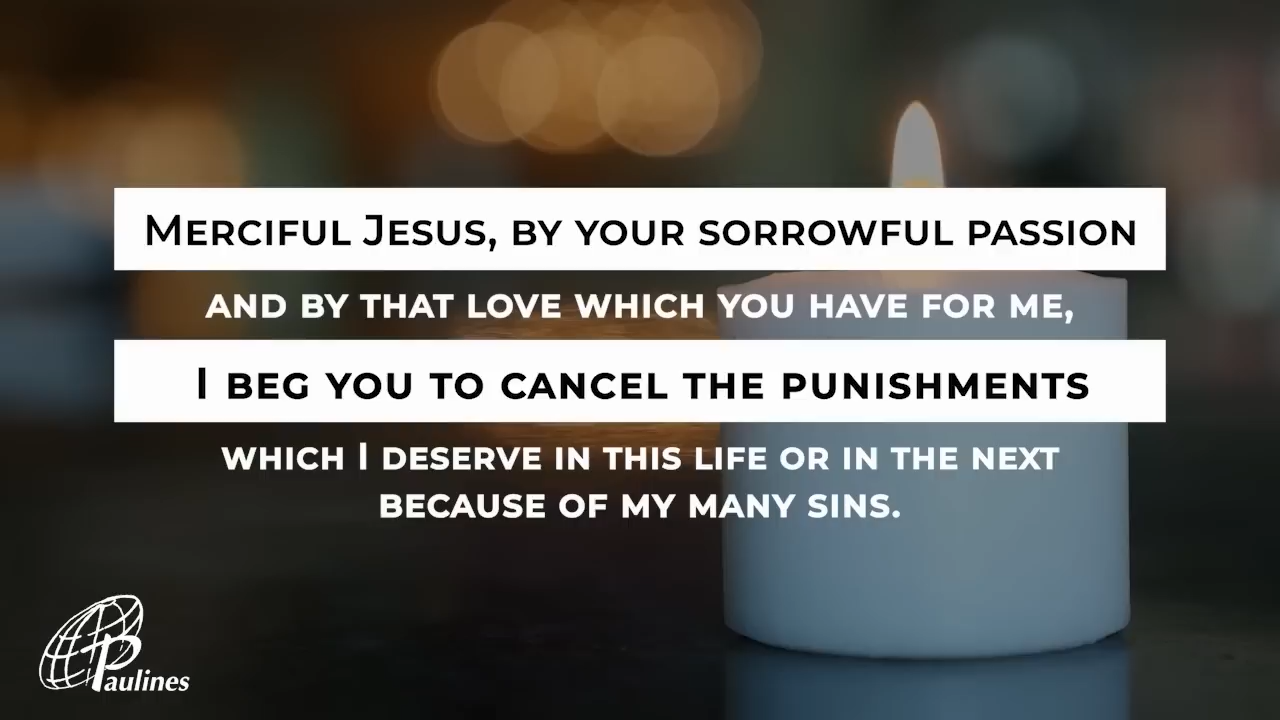 Merciful Jesus, by your sorrowful passion
and by that love which you have for me,
I beg you to cancel the punishments
which I deserve in this life or in the next
because of my many sins.
Paulines